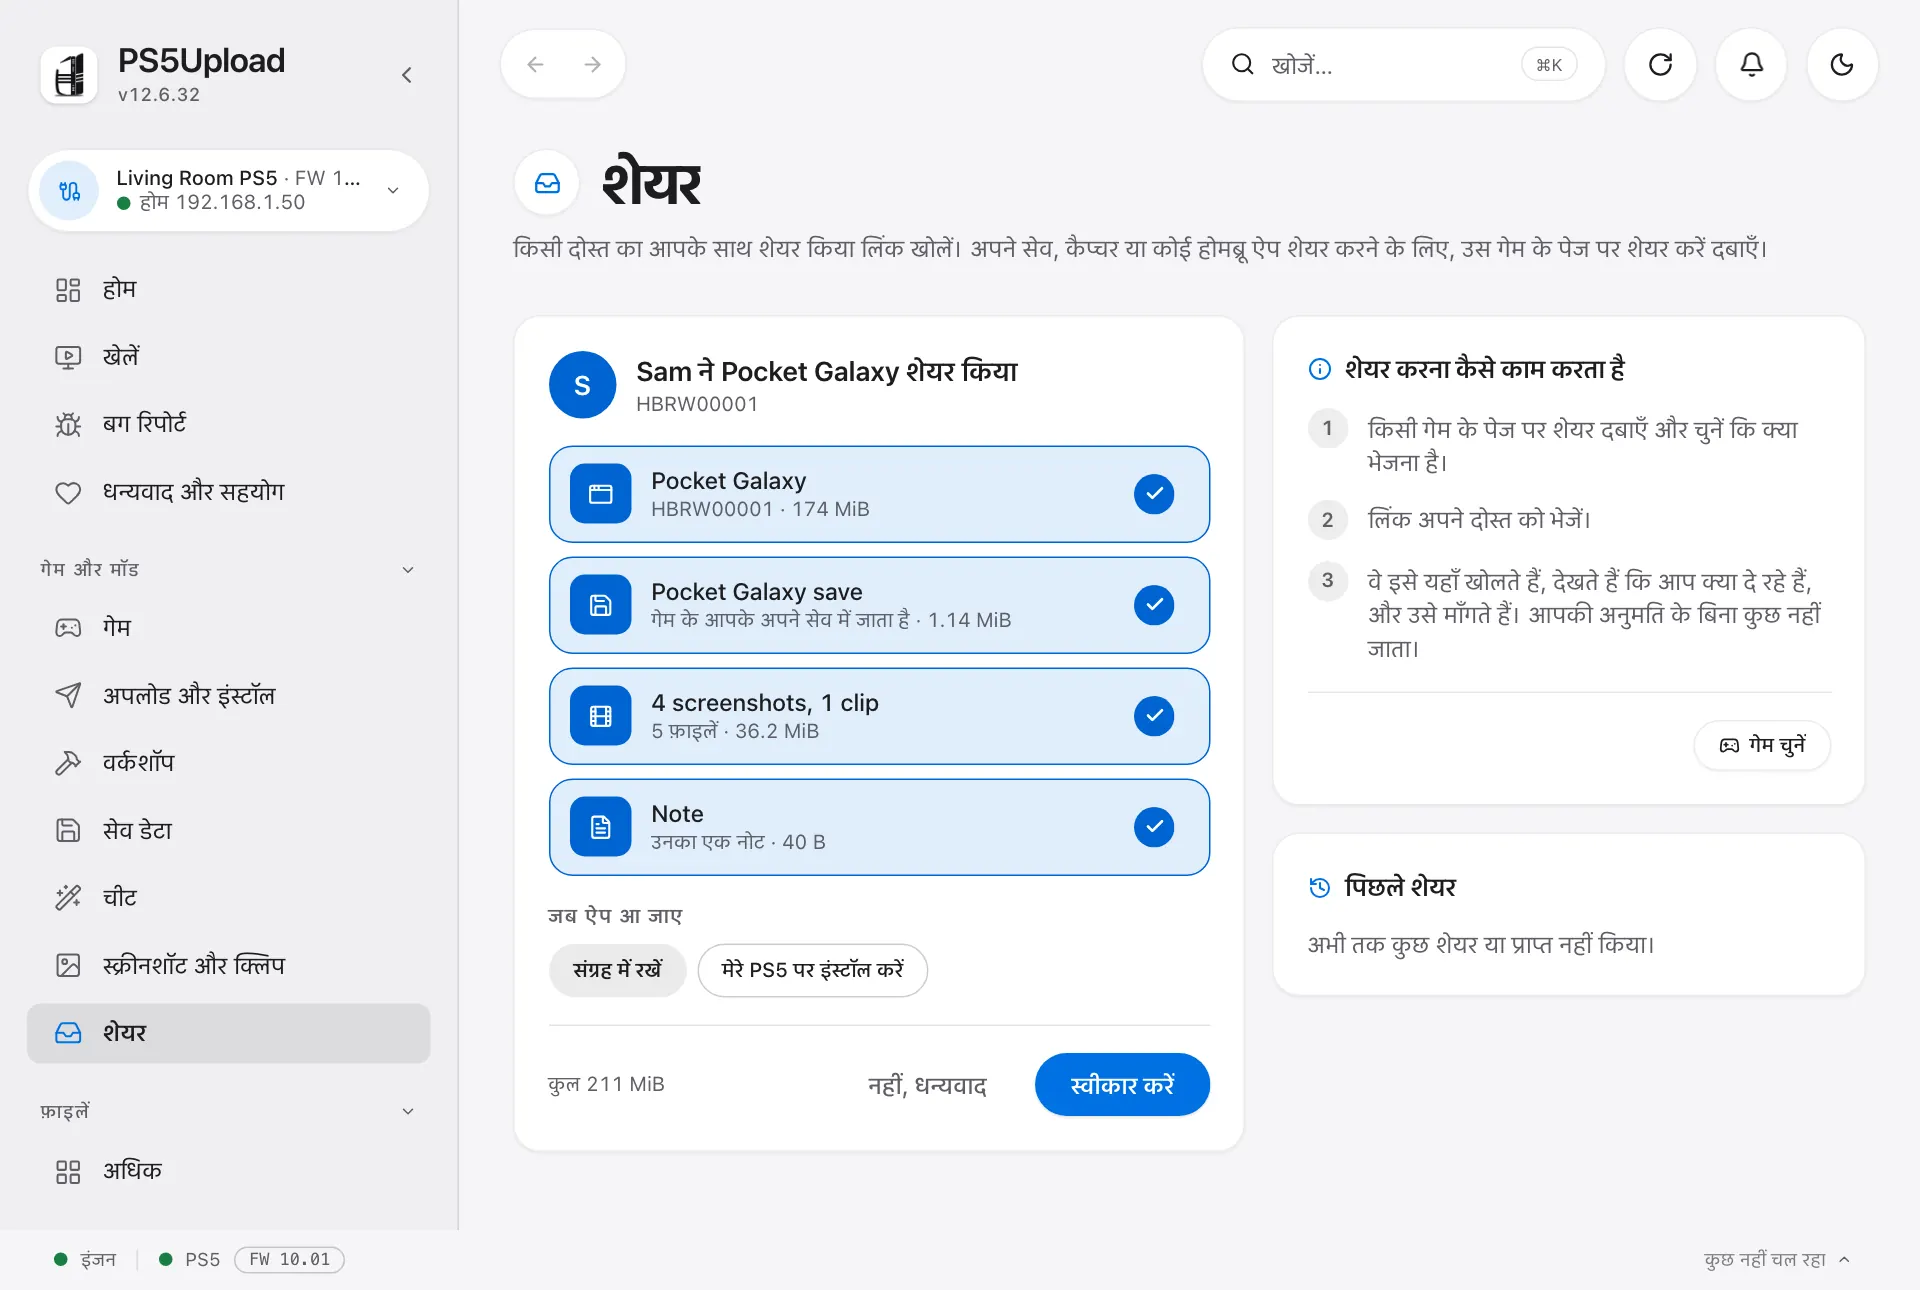 PS5Upload
v12.6.32
Living Room PS5 · FW 1...
होम 192.168.1.50
होम
खेलें
बग रिपोर्ट
धन्यवाद और सहयोग
गेम और मॉड
गेम
अपलोड और इंस्टॉल
वर्कशॉप
सेव डेटा
चीट
स्क्रीनशॉट और क्लिप
शेयर
फ़ाइलें
अधिक
खोजें...
⌘K
शेयर
किसी दोस्त का आपके साथ शेयर किया लिंक खोलें। अपने सेव, कैप्चर या कोई होमब्रू ऐप शेयर करने के लिए, उस गेम के पेज पर शेयर करें दबाएँ।
S
Sam ने Pocket Galaxy शेयर किया
HBRW00001
Pocket Galaxy
HBRW00001 · 174 MiB
Pocket Galaxy save
गेम के आपके अपने सेव में जाता है · 1.14 MiB
4 screenshots, 1 clip
5 फ़ाइलें · 36.2 MiB
Note
उनका एक नोट · 40 B
जब ऐप आ जाए
संग्रह में रखें
मेरे PS5 पर इंस्टॉल करें
कुल 211 MiB
नहीं, धन्यवाद
स्वीकार करें
शेयर करना कैसे काम करता है
1
किसी गेम के पेज पर शेयर दबाएँ और चुनें कि क्या
भेजना है।
2
लिंक अपने दोस्त को भेजें।
3
वे इसे यहाँ खोलते हैं, देखते हैं कि आप क्या दे रहे हैं,
और उसे माँगते हैं। आपकी अनुमति के बिना कुछ नहीं
जाता।
गेम चुनें
पिछले शेयर
अभी तक कुछ शेयर या प्राप्त नहीं किया।
इंजन
PS5
FW 10.01
कुछ नहीं चल रहा